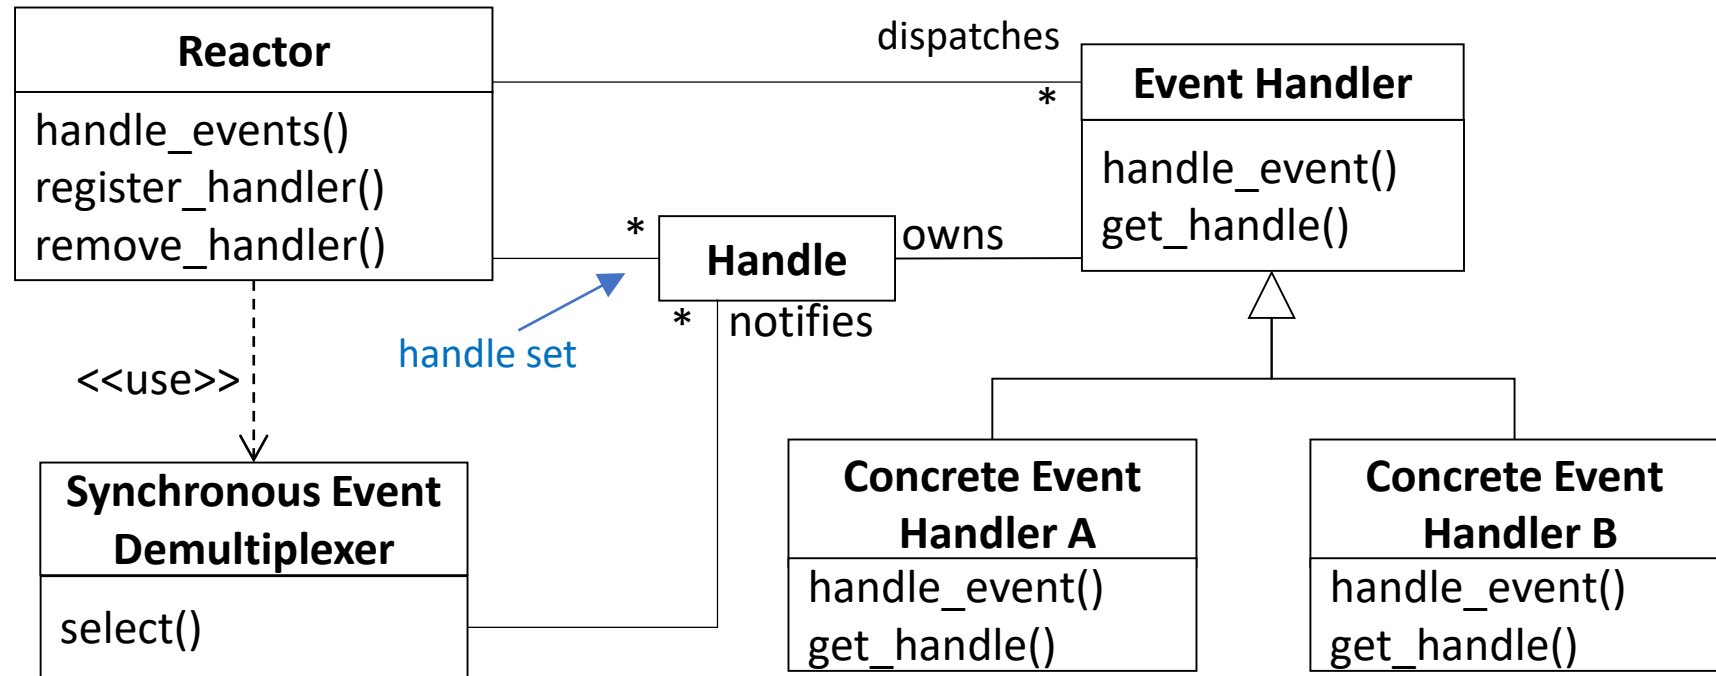 Reactor
handle_events()
register_handler()
remove_handler()
dispatches
*
Event Handler
handle_event()
get_handle()
*
Handle
owns
* notifies
handle set
<<use>>
Synchronous Event
Demultiplexer
select()
Concrete Event
Handler A
handle_event()
get_handle()
Concrete Event
Handler B
handle_event()
get_handle()